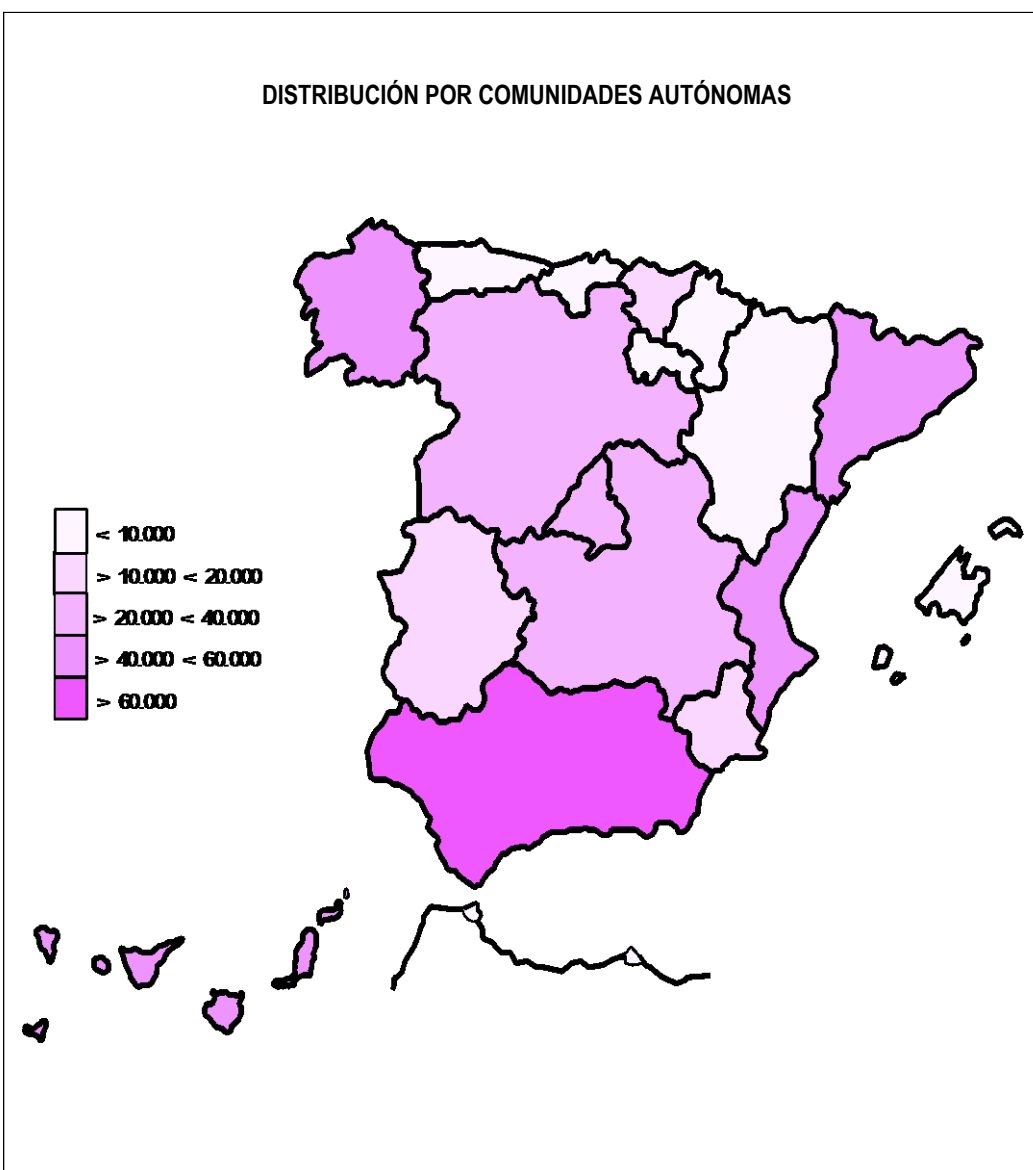 DISTRIBUCIÓN POR COMUNIDADES AUTÓNOMAS
< 10.000
> 10.000 < 20.000
> 20.000 < 40.000
> 40.000 < 60.000
> 60.000